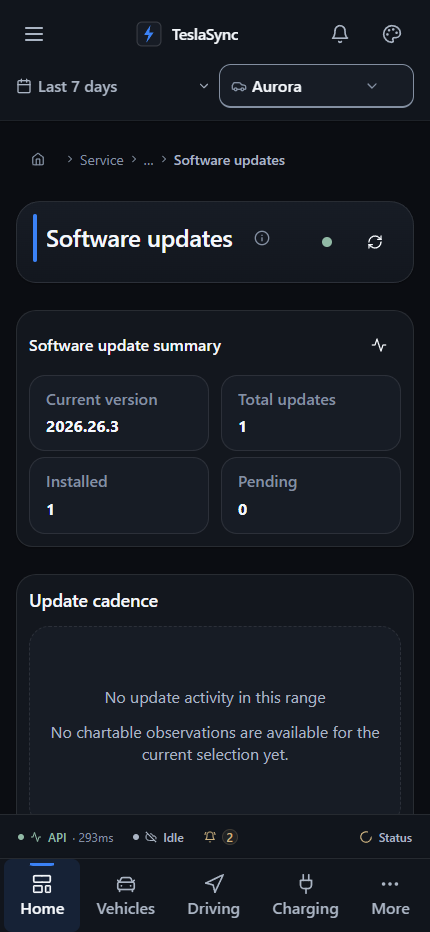 TeslaSync
Last 7 days
Aurora
Service ... Software updates
Software updates
Software update summary
Current version
2026.26.3
Total updates
1
Installed
1
Pending
0
Update cadence
No update activity in this range
No chartable observations are available for the
current selection yet.
API · 293ms Idle 2 Status
Home Vehicles Driving Charging More